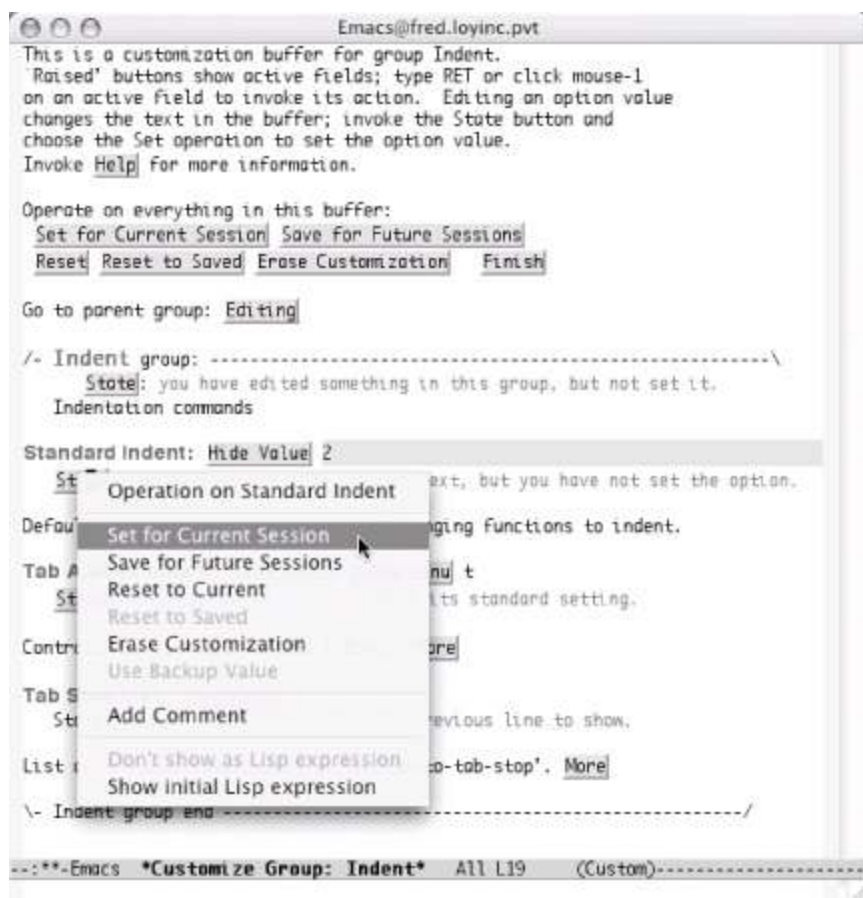 Emacs@fred.loyinc.pvt
This is a customization buffer for group Indent.
`Raised' buttons show active fields; type RET or click mouse-1
on an active field to invoke its action.  Editing an option value
changes the text in the buffer; invoke the State button and
choose the Set operation to set the option value.
Invoke Help for more information.
Operate on everything in this buffer:
Set for Current Session Save for Future Sessions
Reset Reset to Saved Erase Customization Finish
Go to parent group: Editing
/- Indent group: ------------------------------------------------------\
State: you have edited something in this group, but not set it.
Indentation commands
Standard Indent: Hide Value 2
St ext, but you have not set the option.
Operation on Standard Indent
Defau ging functions to indent.
Set for Current Session
Save for Future Sessions
Tab A nu t
Reset to Current
St its standard setting.
Reset to Saved
Contr Erase Customization ore
Use Backup Value
Tab S
Add Comment
St evious line to show.
Don't show as Lisp expression
List o-tab-stop'. More
Show initial Lisp expression
\- Indent group end --------------------------------------------------/
--:**-Emacs  *Customize Group: Indent*   All L19     (Custom)--------------------